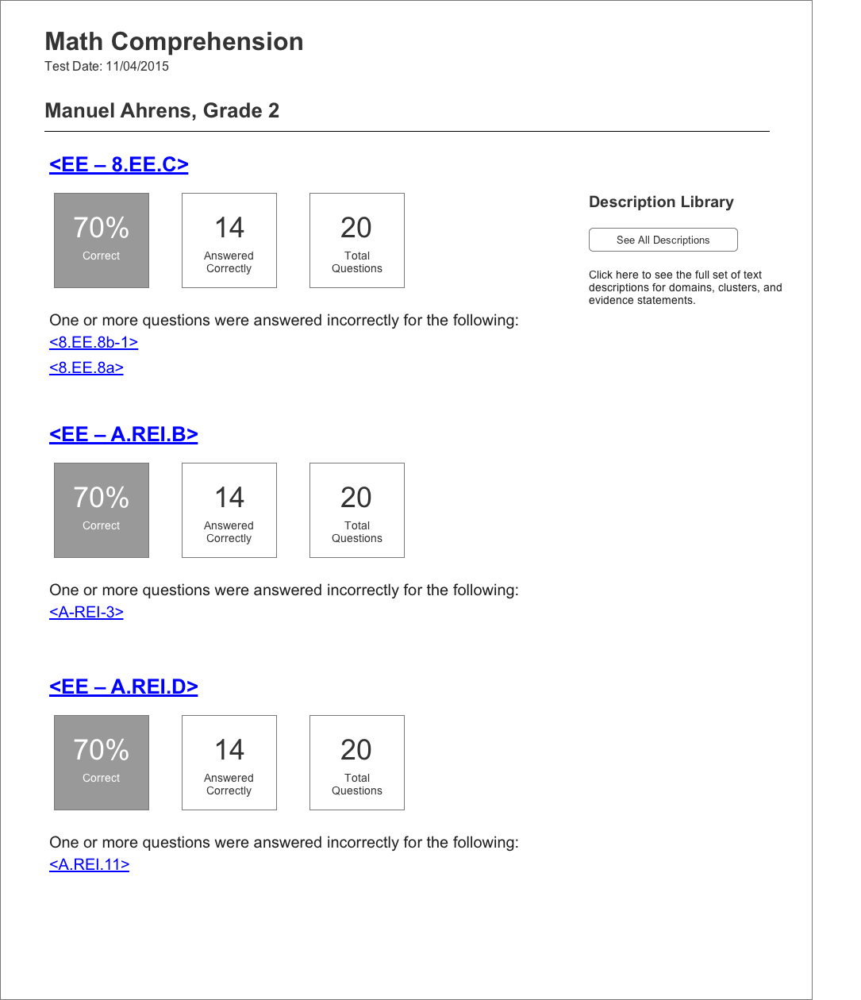 Math Comprehension
Test Date: 11/04/2015
Manuel Ahrens, Grade 2
<EE – 8.EE.C>
70%
Correct
14
Answered
Correctly
20
Total
Questions
Description Library
See All Descriptions
Click here to see the full set of text
descriptions for domains, clusters, and
evidence statements.
One or more questions were answered incorrectly for the following:
<8.EE.8b-1>
<8.EE.8a>
<EE – A.REI.B>
70%
Correct
14
Answered
Correctly
20
Total
Questions
One or more questions were answered incorrectly for the following:
<A-REI-3>
<EE – A.REI.D>
70%
Correct
14
Answered
Correctly
20
Total
Questions
One or more questions were answered incorrectly for the following:
<A.REI.11>